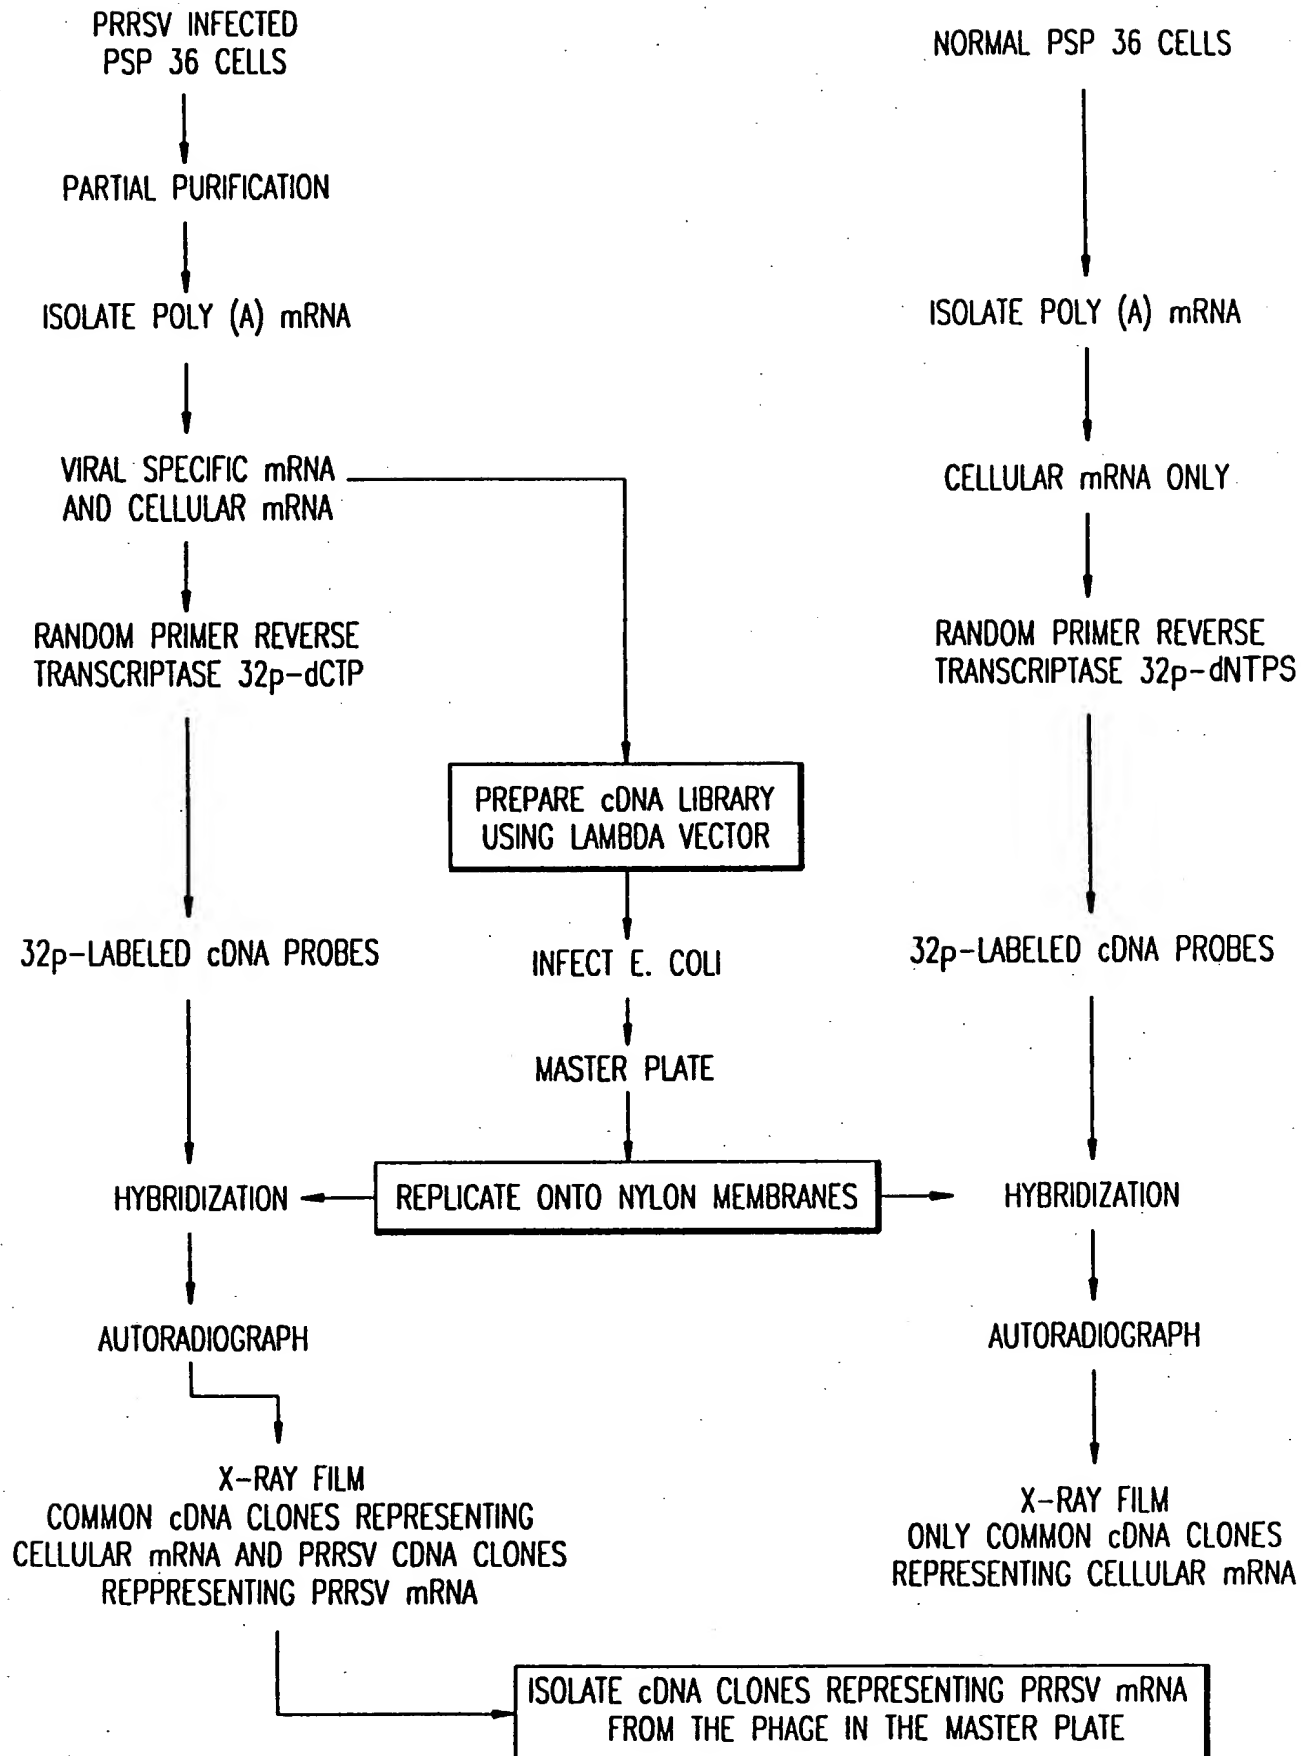 PRRSV INFECTED
PSP 36 CELLS
PARTIAL PURIFICATION
ISOLATE POLY (A) mRNA
VIRAL SPECIFIC mRNA
AND CELLULAR mRNA
RANDOM PRIMER REVERSE
TRANSCRIPTASE 32p-dCTP
32p-LABELED cDNA PROBES
HYBRIDIZATION
AUTORADIOGRAPH
X-RAY FILM
COMMON cDNA CLONES REPRESENTING
CELLULAR mRNA AND PRRSV CDNA CLONES
REPPRESENTING PRRSV mRNA
PREPARE cDNA LIBRARY
USING LAMBDA VECTOR
INFECT E. COLI
MASTER PLATE
REPLICATE ONTO NYLON MEMBRANES
NORMAL PSP 36 CELLS
ISOLATE POLY (A) mRNA
CELLULAR mRNA ONLY
RANDOM PRIMER REVERSE
TRANSCRIPTASE 32p-dNTPS
32p-LABELED cDNA PROBES
HYBRIDIZATION
AUTORADIOGRAPH
X-RAY FILM
ONLY COMMON cDNA CLONES
REPRESENTING CELLULAR mRNA
ISOLATE cDNA CLONES REPRESENTING PRRSV mRNA
FROM THE PHAGE IN THE MASTER PLATE